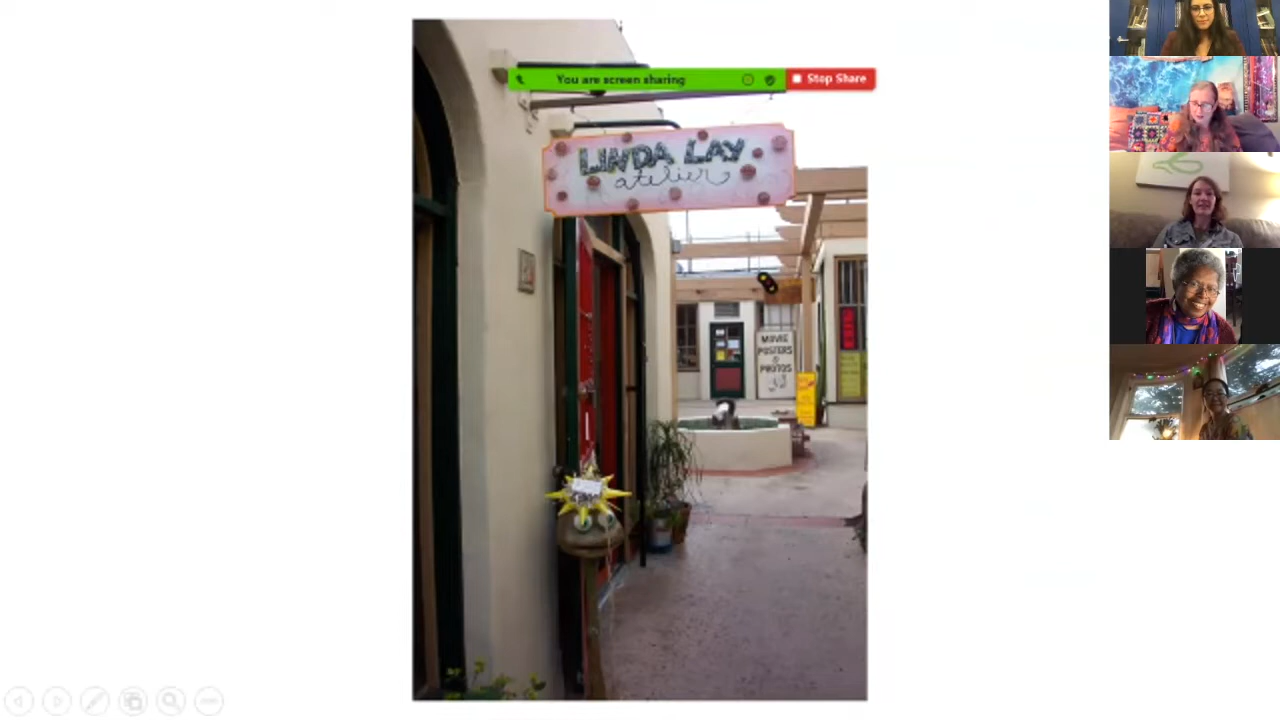 You are screen sharing
Stop Share
LINDA LAY
atelier
MOVIE
POSTERS
&
PHOTOS